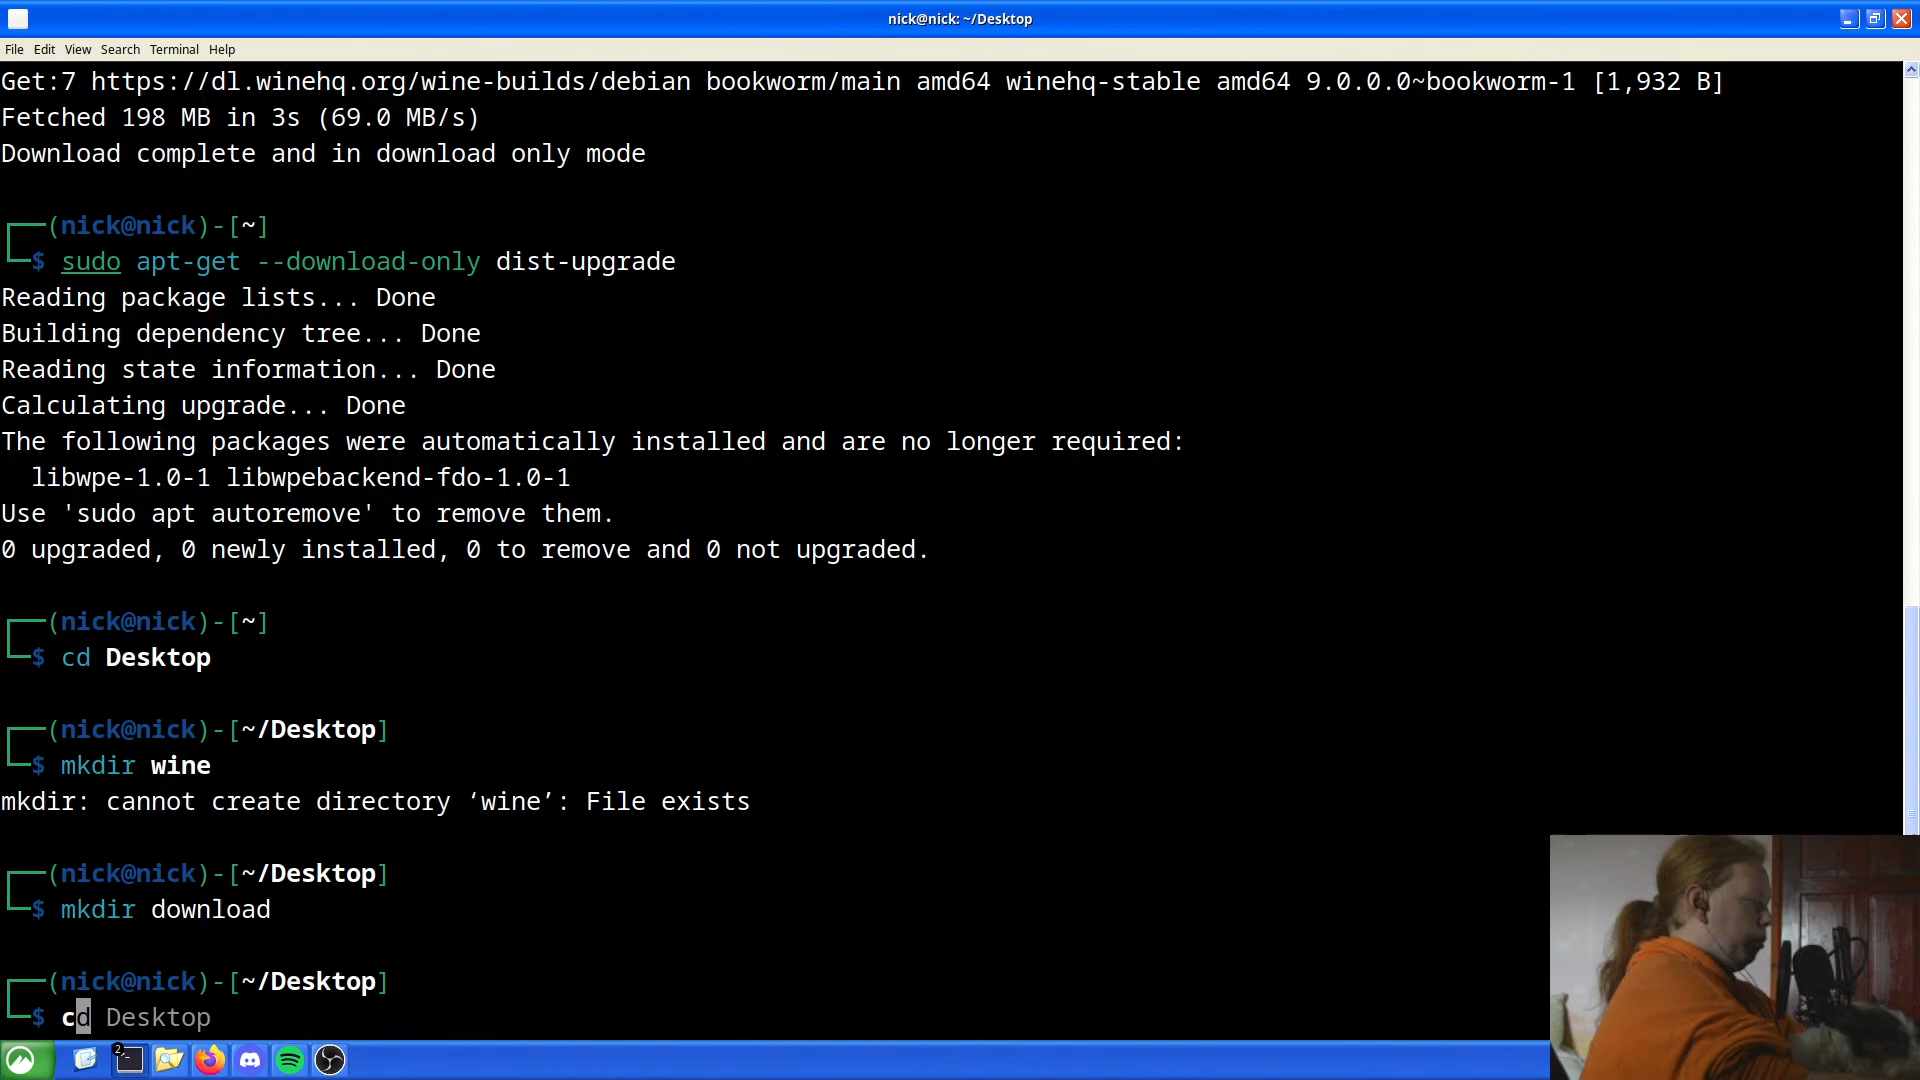 nick@nick: ~/Desktop
File Edit View Search Terminal Help
Get:7 https://dl.winehq.org/wine-builds/debian bookworm/main amd64 winehq-stable amd64 9.0.0.0~bookworm-1 [1,932 B]
Fetched 198 MB in 3s (69.0 MB/s)
Download complete and in download only mode
(nick@nick)-[~]
$ sudo apt-get --download-only dist-upgrade
Reading package lists... Done
Building dependency tree... Done
Reading state information... Done
Calculating upgrade... Done
The following packages were automatically installed and are no longer required:
libwpe-1.0-1 libwpebackend-fdo-1.0-1
Use 'sudo apt autoremove' to remove them.
0 upgraded, 0 newly installed, 0 to remove and 0 not upgraded.
(nick@nick)-[~]
$ cd Desktop
(nick@nick)-[~/Desktop]
$ mkdir wine
mkdir: cannot create directory ‘wine’: File exists
(nick@nick)-[~/Desktop]
$ mkdir download
(nick@nick)-[~/Desktop]
$ cd Desktop
2